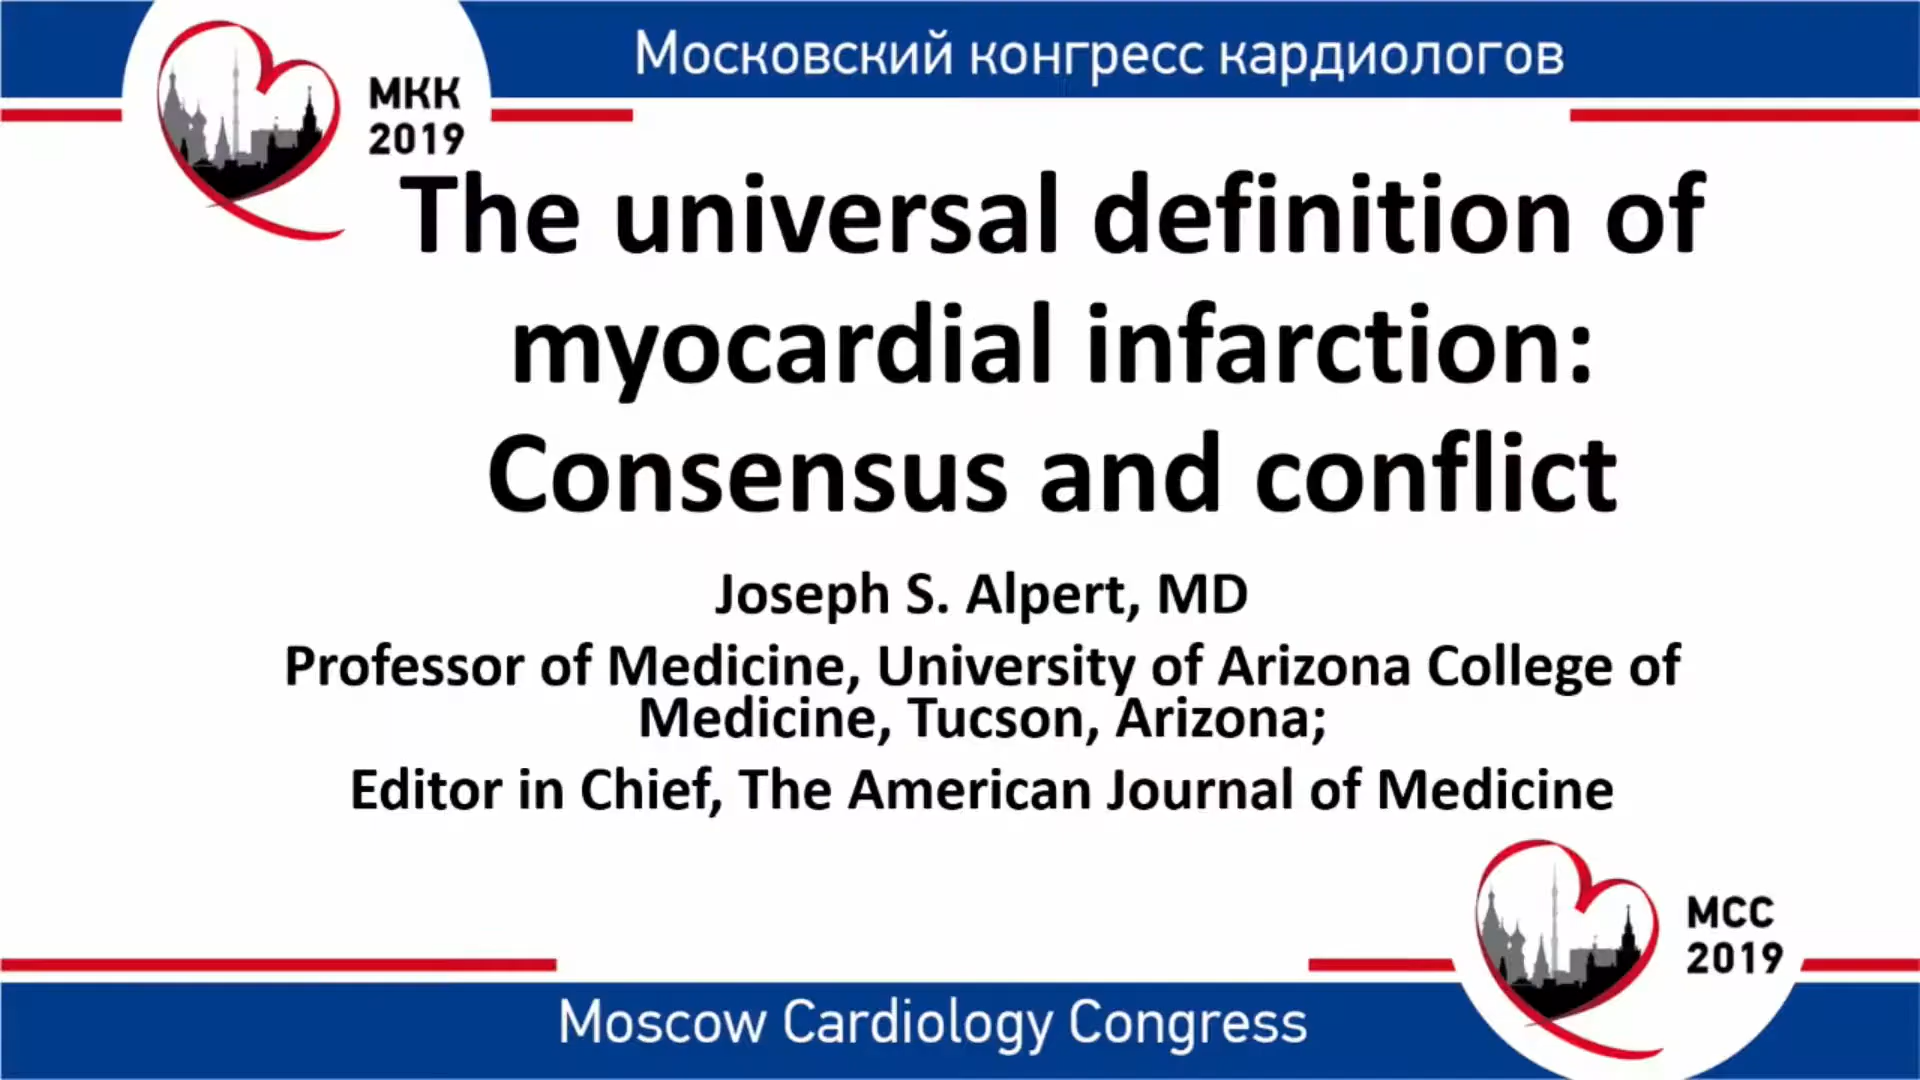 Московский конгресс кардиологов
МКК
2019
The universal definition of
myocardial infarction:
Consensus and conflict
Joseph S. Alpert, MD
Professor of Medicine, University of Arizona College of
Medicine, Tucson, Arizona;
Editor in Chief, The American Journal of Medicine
MCC
2019
Moscow Cardiology Congress